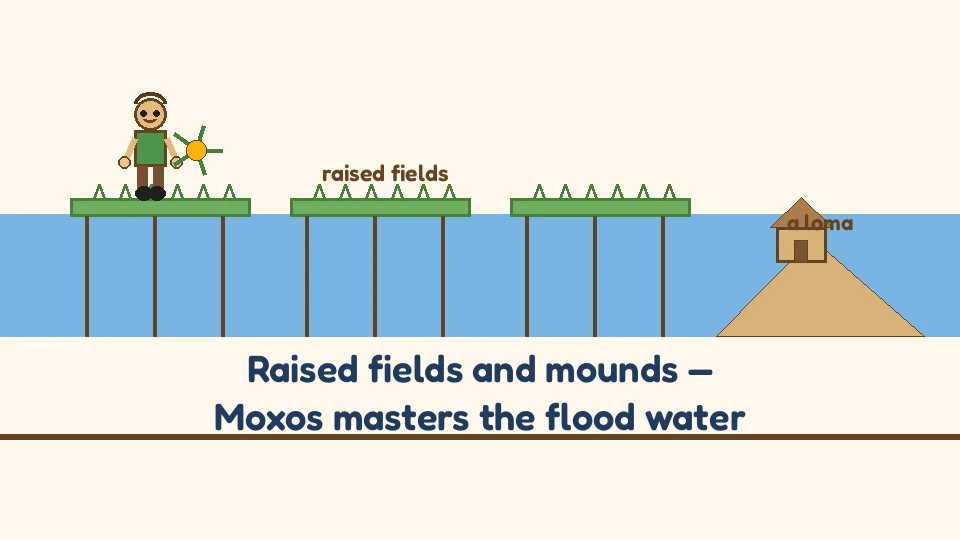 raised fields
a loma
Raised fields and mounds —
Moxos masters the flood water